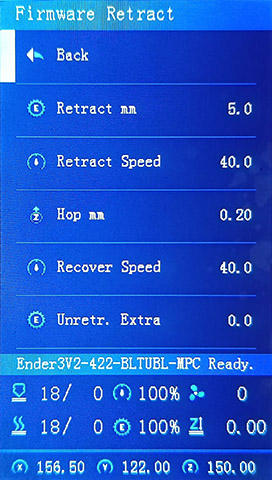 Firmware Retract
Back
Retract mm 5.0
Retract Speed 40.0
Hop mm 0.20
Recover Speed 40.0
Unretr. Extra 0.0
Ender3V2-422-BLTUBL-MPC Ready.
18/ 0 100% 0
18/ 0 100% 0.00
X 156.50 Y 122.00 Z 150.00